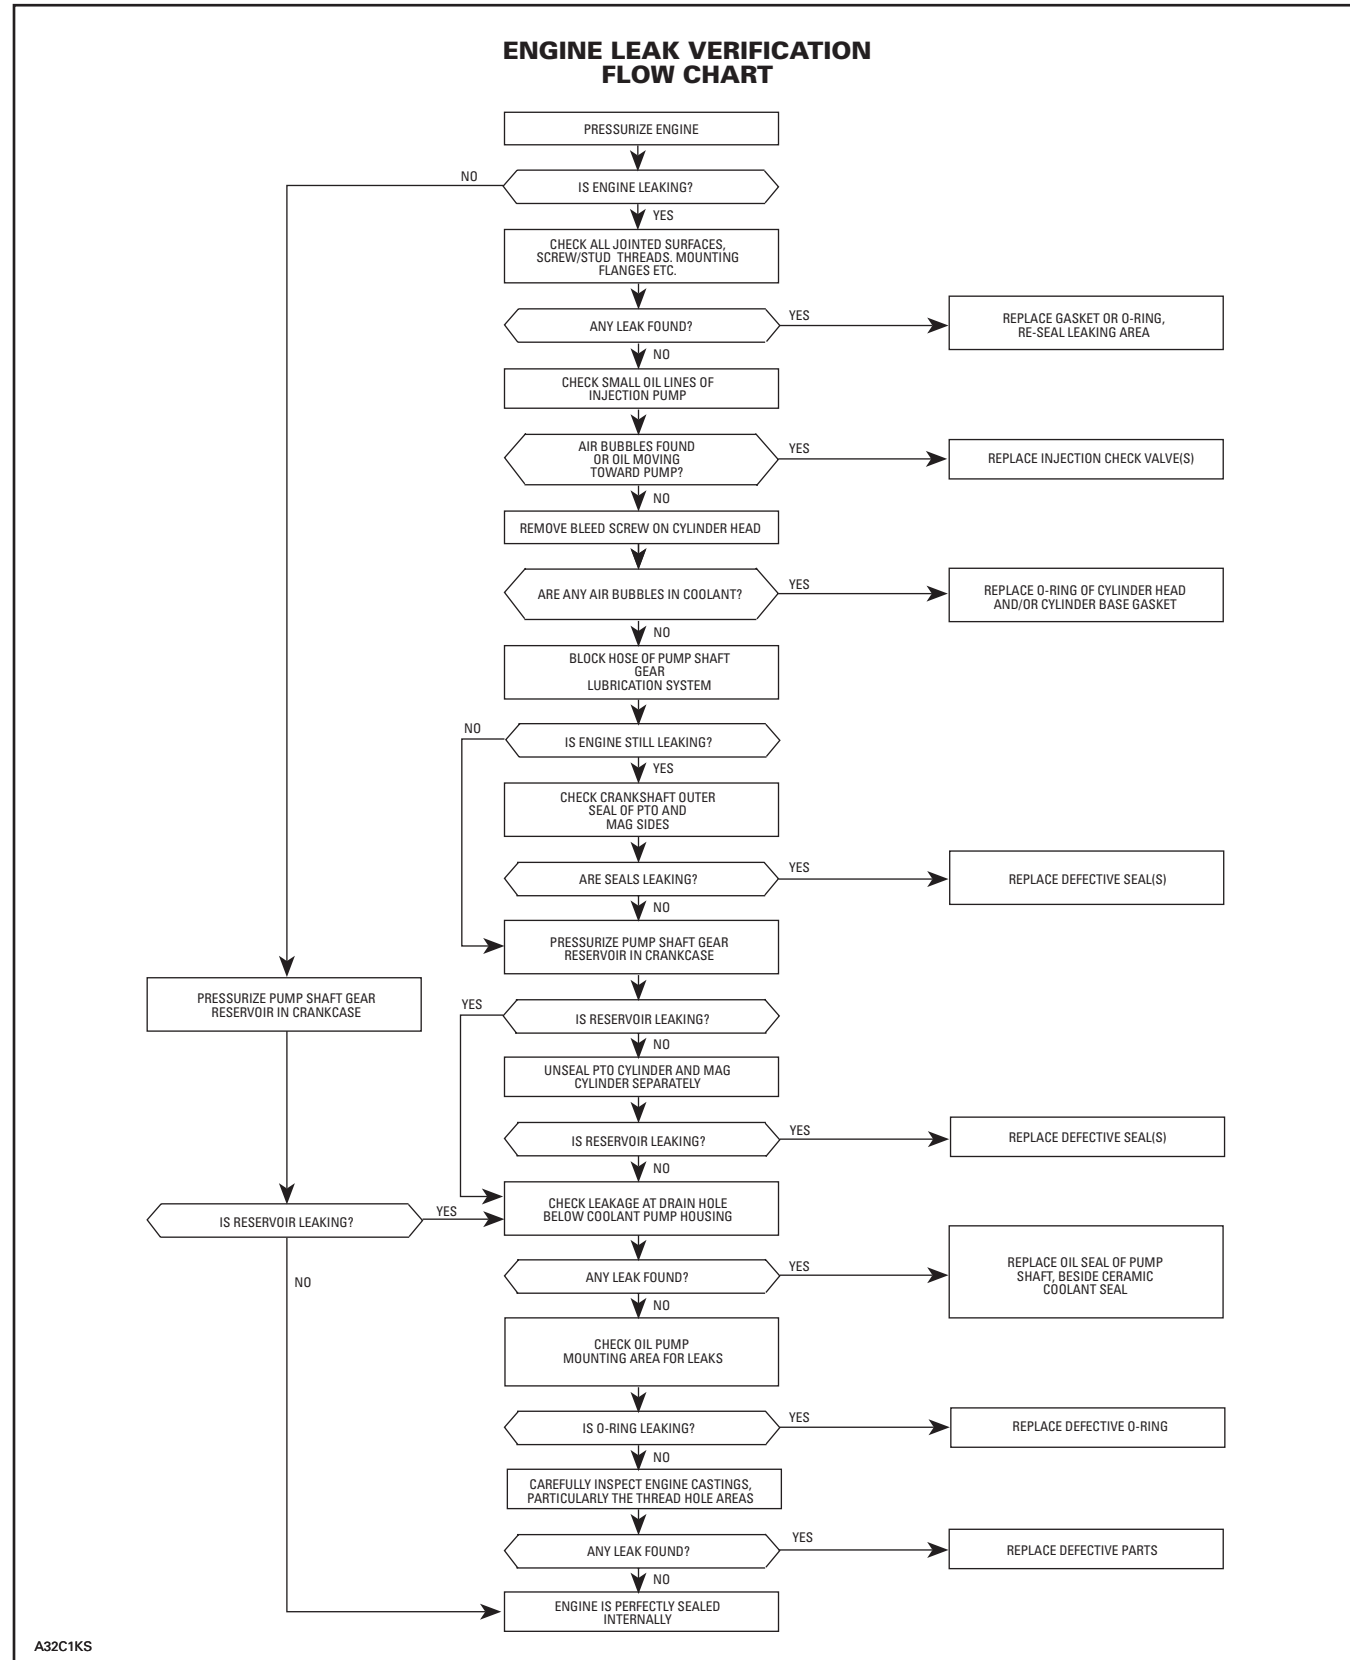 ENGINE LEAK VERIFICATION
FLOW CHART
PRESSURIZE ENGINE
NO
IS ENGINE LEAKING?
YES
CHECK ALL JOINTED SURFACES,
SCREW/STUD THREADS. MOUNTING
FLANGES ETC.
ANY LEAK FOUND?
YES
REPLACE GASKET OR O-RING,
RE-SEAL LEAKING AREA
NO
CHECK SMALL OIL LINES OF
INJECTION PUMP
AIR BUBBLES FOUND
OR OIL MOVING
TOWARD PUMP?
YES
REPLACE INJECTION CHECK VALVE(S)
NO
REMOVE BLEED SCREW ON CYLINDER HEAD
ARE ANY AIR BUBBLES IN COOLANT?
YES
REPLACE O-RING OF CYLINDER HEAD
AND/OR CYLINDER BASE GASKET
NO
BLOCK HOSE OF PUMP SHAFT
GEAR
LUBRICATION SYSTEM
NO
IS ENGINE STILL LEAKING?
YES
CHECK CRANKSHAFT OUTER
SEAL OF PTO AND
MAG SIDES
ARE SEALS LEAKING?
YES
REPLACE DEFECTIVE SEAL(S)
NO
PRESSURIZE PUMP SHAFT GEAR
RESERVOIR IN CRANKCASE
PRESSURIZE PUMP SHAFT GEAR
RESERVOIR IN CRANKCASE
YES
IS RESERVOIR LEAKING?
NO
UNSEAL PTO CYLINDER AND MAG
CYLINDER SEPARATELY
IS RESERVOIR LEAKING?
YES
REPLACE DEFECTIVE SEAL(S)
NO
CHECK LEAKAGE AT DRAIN HOLE
BELOW COOLANT PUMP HOUSING
IS RESERVOIR LEAKING?
YES
NO
ANY LEAK FOUND?
YES
REPLACE OIL SEAL OF PUMP
SHAFT, BESIDE CERAMIC
COOLANT SEAL
NO
CHECK OIL PUMP
MOUNTING AREA FOR LEAKS
IS O-RING LEAKING?
YES
REPLACE DEFECTIVE O-RING
NO
CAREFULLY INSPECT ENGINE CASTINGS,
PARTICULARLY THE THREAD HOLE AREAS
ANY LEAK FOUND?
YES
REPLACE DEFECTIVE PARTS
NO
ENGINE IS PERFECTLY SEALED
INTERNALLY
A32C1KS